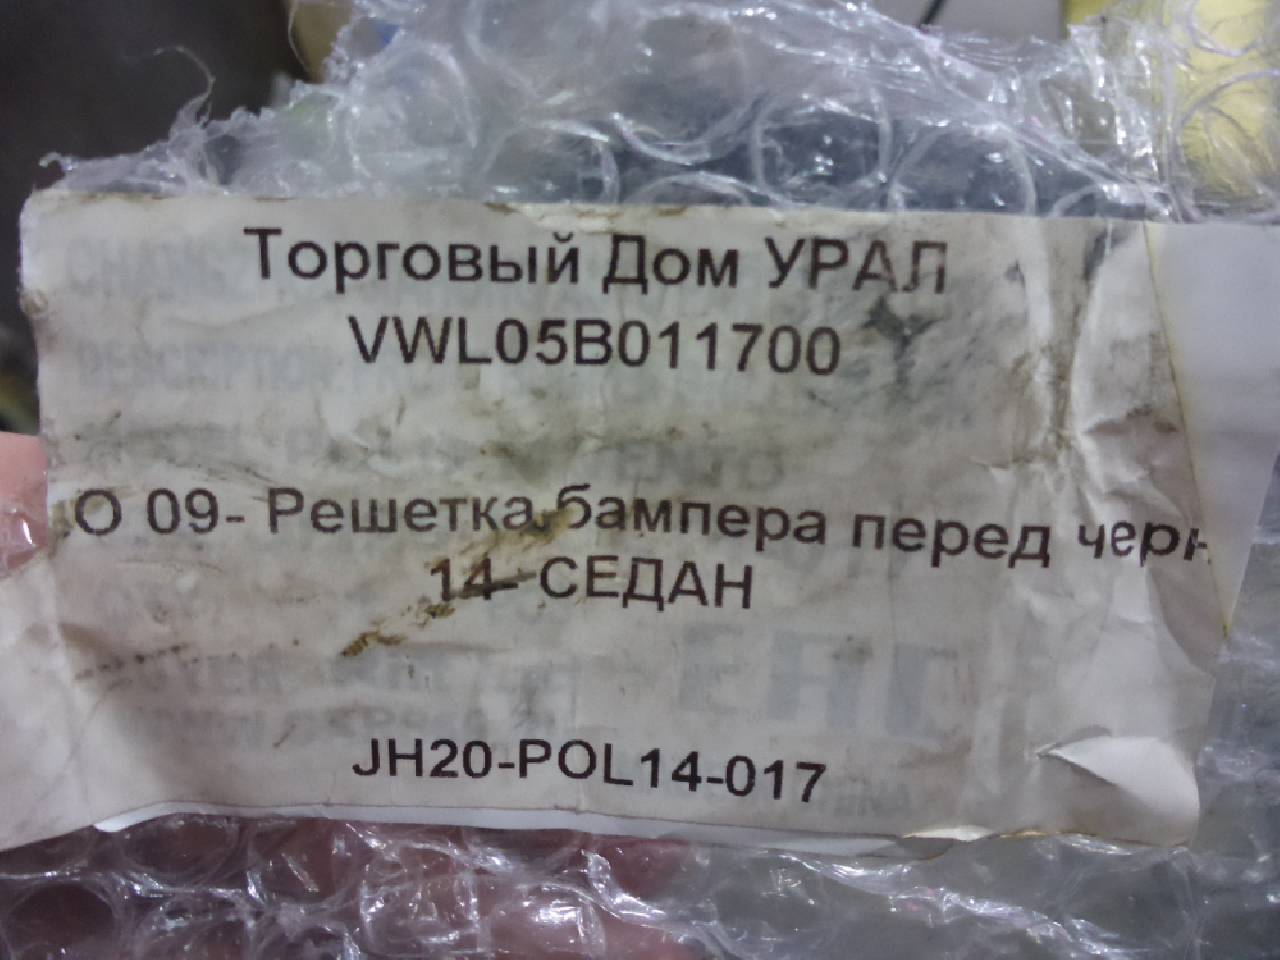 Торговый Дом УРАЛ
VWL05B011700
О 09- Решетка бампера перед черн
14- СЕДАН
JH20-POL14-017